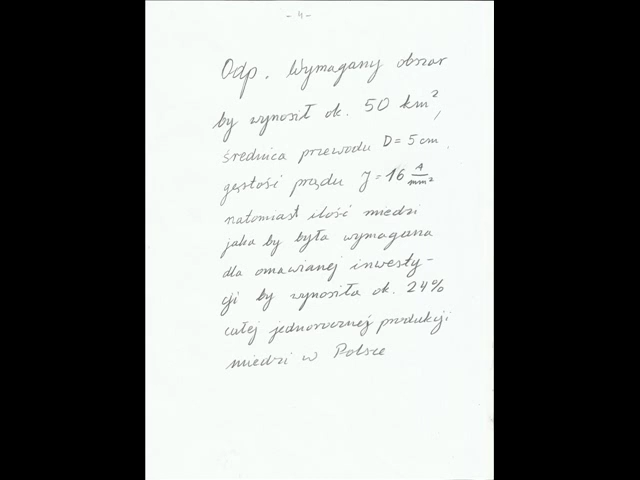 - 4 -
Odp. Wymagany obszar
by wynosił ok. 50 km²,
średnica przewodu D = 5 cm,
gęstość prądu J = 16 A/mm²
natomiast ilość miedzi
jaka by była wymagana
dla omawianej inwesty-
cji by wynosiła ok. 24%
całej jednorocznej produkcji
miedzi w Polsce